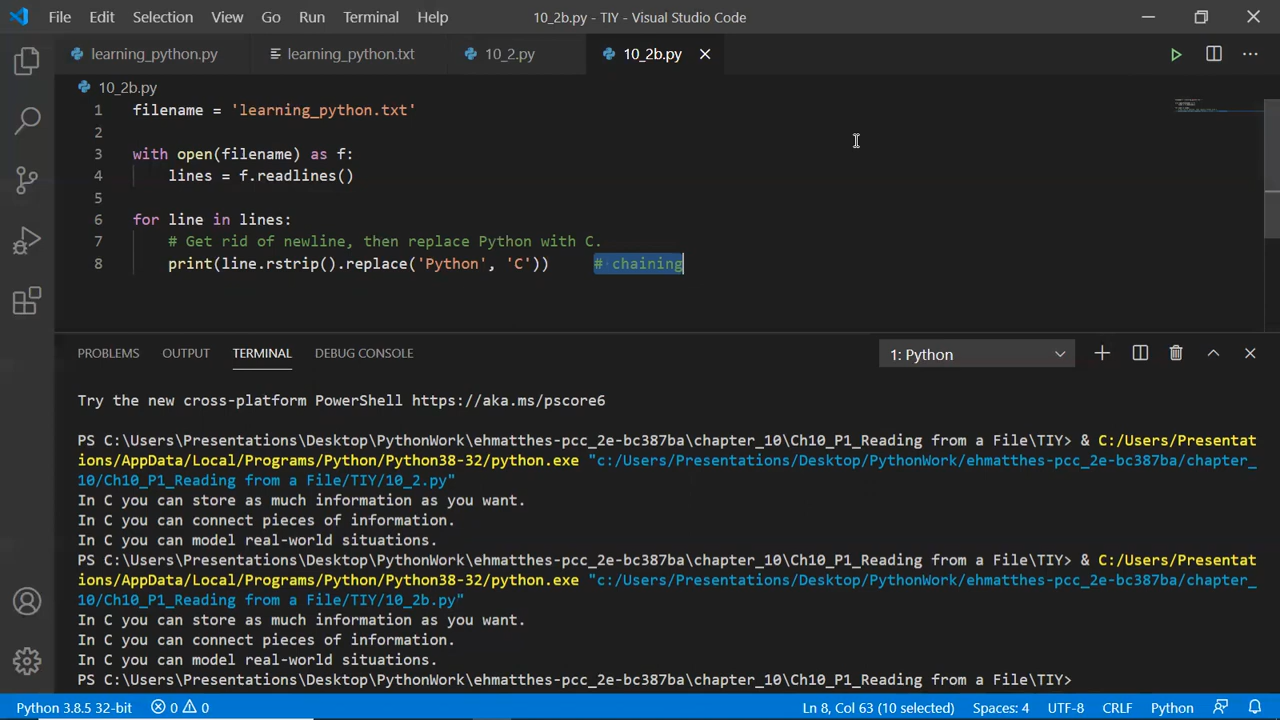 File Edit Selection View Go Run Terminal Help 10_2b.py - TIY - Visual Studio Code
learning_python.py learning_python.txt 10_2.py 10_2b.py
10_2b.py
1 filename = 'learning_python.txt'
2
3 with open(filename) as f:
4     lines = f.readlines()
5
6 for line in lines:
7     # Get rid of newline, then replace Python with C.
8     print(line.rstrip().replace('Python', 'C'))     # chaining
PROBLEMS OUTPUT TERMINAL DEBUG CONSOLE 1: Python
Try the new cross-platform PowerShell https://aka.ms/pscore6
PS C:\Users\Presentations\Desktop\PythonWork\ehmatthes-pcc_2e-bc387ba\chapter_10\Ch10_P1_Reading from a File\TIY> & C:/Users/Presentat
ions/AppData/Local/Programs/Python/Python38-32/python.exe "c:/Users/Presentations/Desktop/PythonWork/ehmatthes-pcc_2e-bc387ba/chapter_
10/Ch10_P1_Reading from a File/TIY/10_2.py"
In C you can store as much information as you want.
In C you can connect pieces of information.
In C you can model real-world situations.
PS C:\Users\Presentations\Desktop\PythonWork\ehmatthes-pcc_2e-bc387ba\chapter_10\Ch10_P1_Reading from a File\TIY> & C:/Users/Presentat
ions/AppData/Local/Programs/Python/Python38-32/python.exe "c:/Users/Presentations/Desktop/PythonWork/ehmatthes-pcc_2e-bc387ba/chapter_
10/Ch10_P1_Reading from a File/TIY/10_2b.py"
In C you can store as much information as you want.
In C you can connect pieces of information.
In C you can model real-world situations.
PS C:\Users\Presentations\Desktop\PythonWork\ehmatthes-pcc_2e-bc387ba\chapter_10\Ch10_P1_Reading from a File\TIY>
Python 3.8.5 32-bit 0 0 Ln 8, Col 63 (10 selected) Spaces: 4 UTF-8 CRLF Python